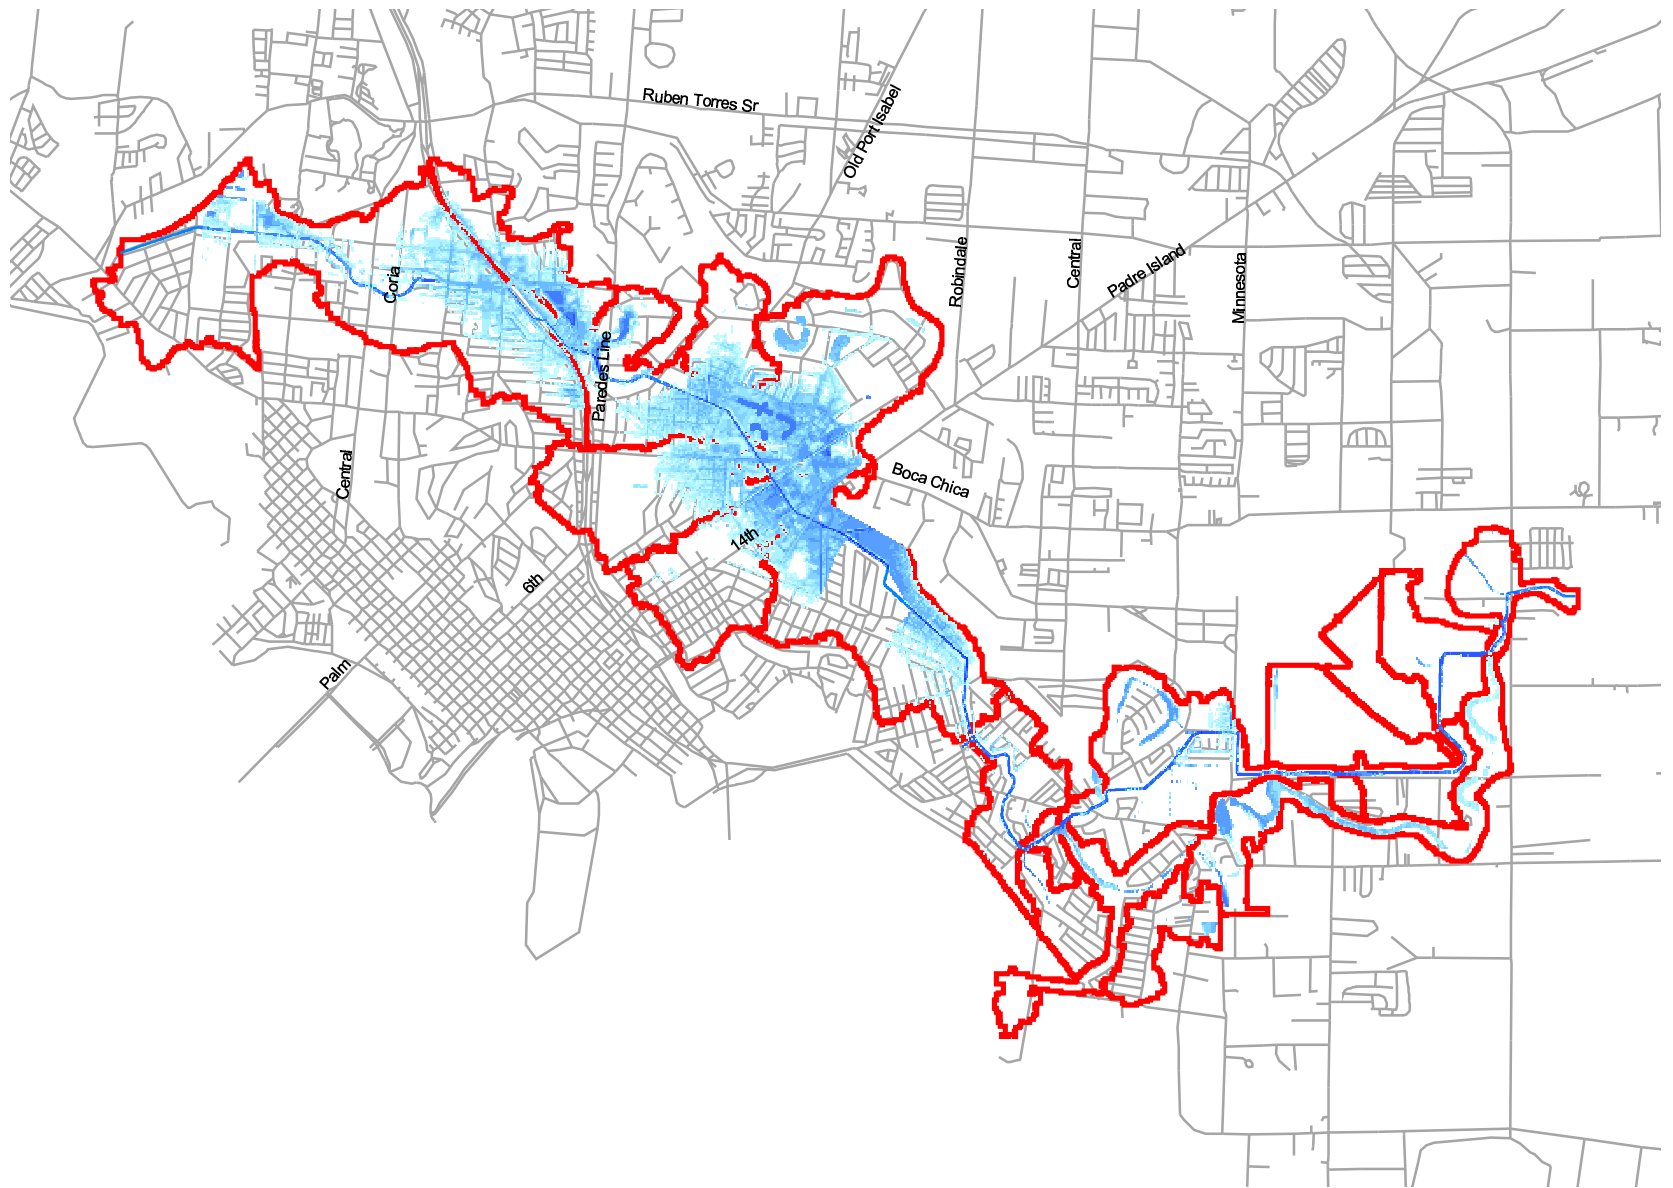 Ruben Torres Sr
Old Port Isabel
Robindale
Central
Padre Island
Minnesota
Coria
Paredes Line
Central
Boca Chica
14th
6th
Palm